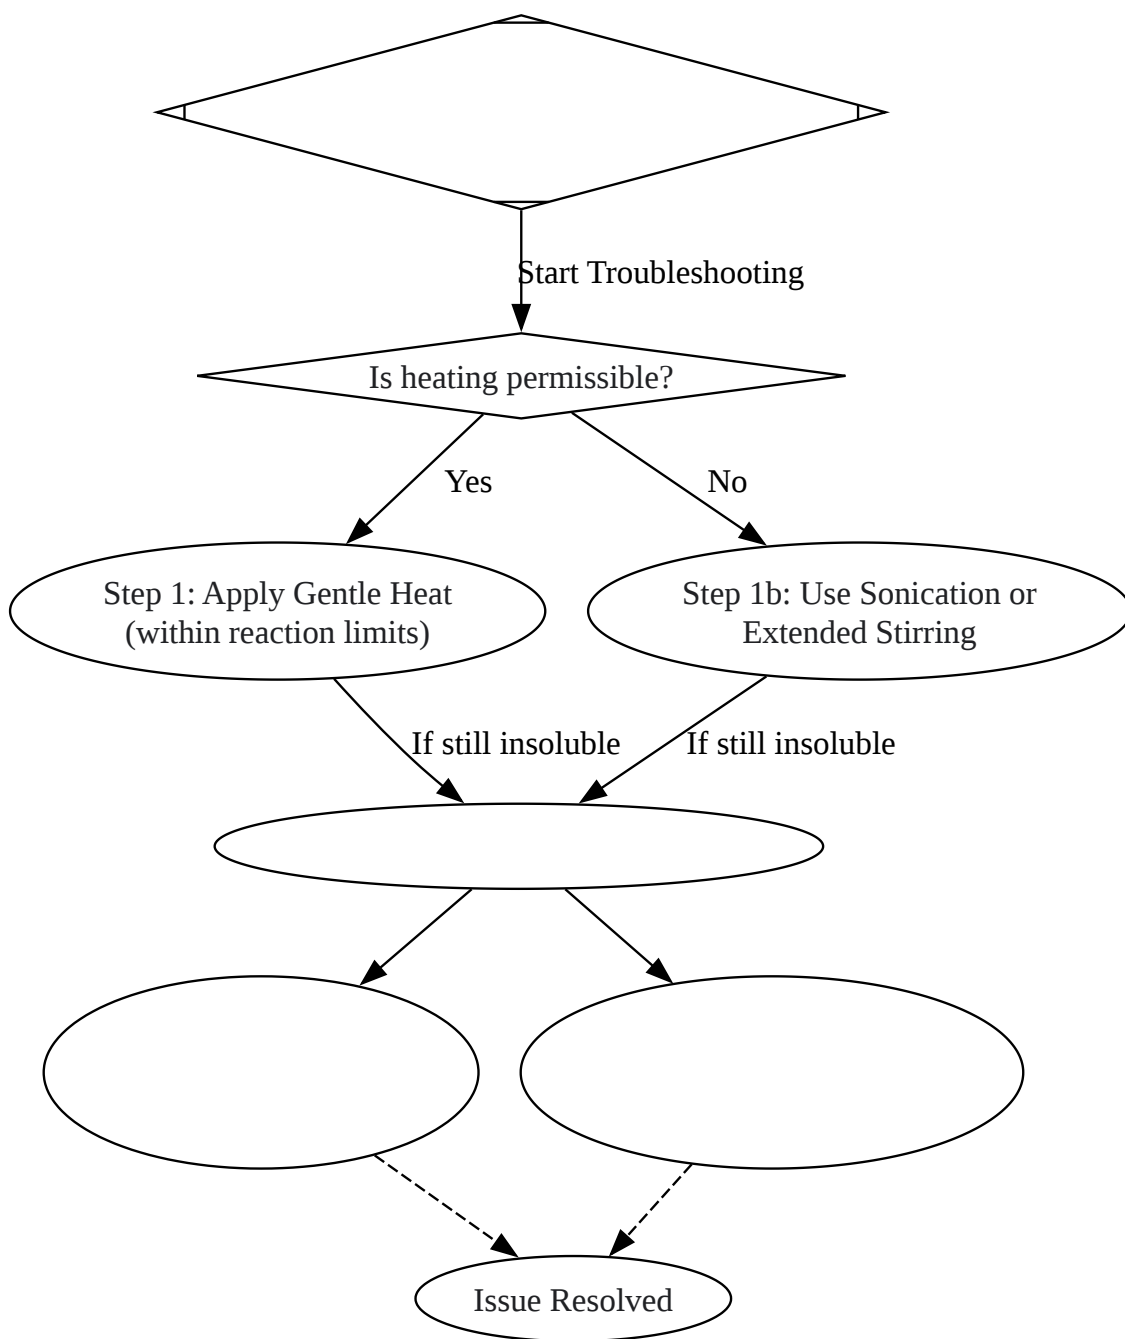 Start Troubleshooting
Is heating permissible?
Yes
No
Step 1: Apply Gentle Heat
(within reaction limits)
Step 1b: Use Sonication or
Extended Stirring
If still insoluble
If still insoluble
Issue Resolved